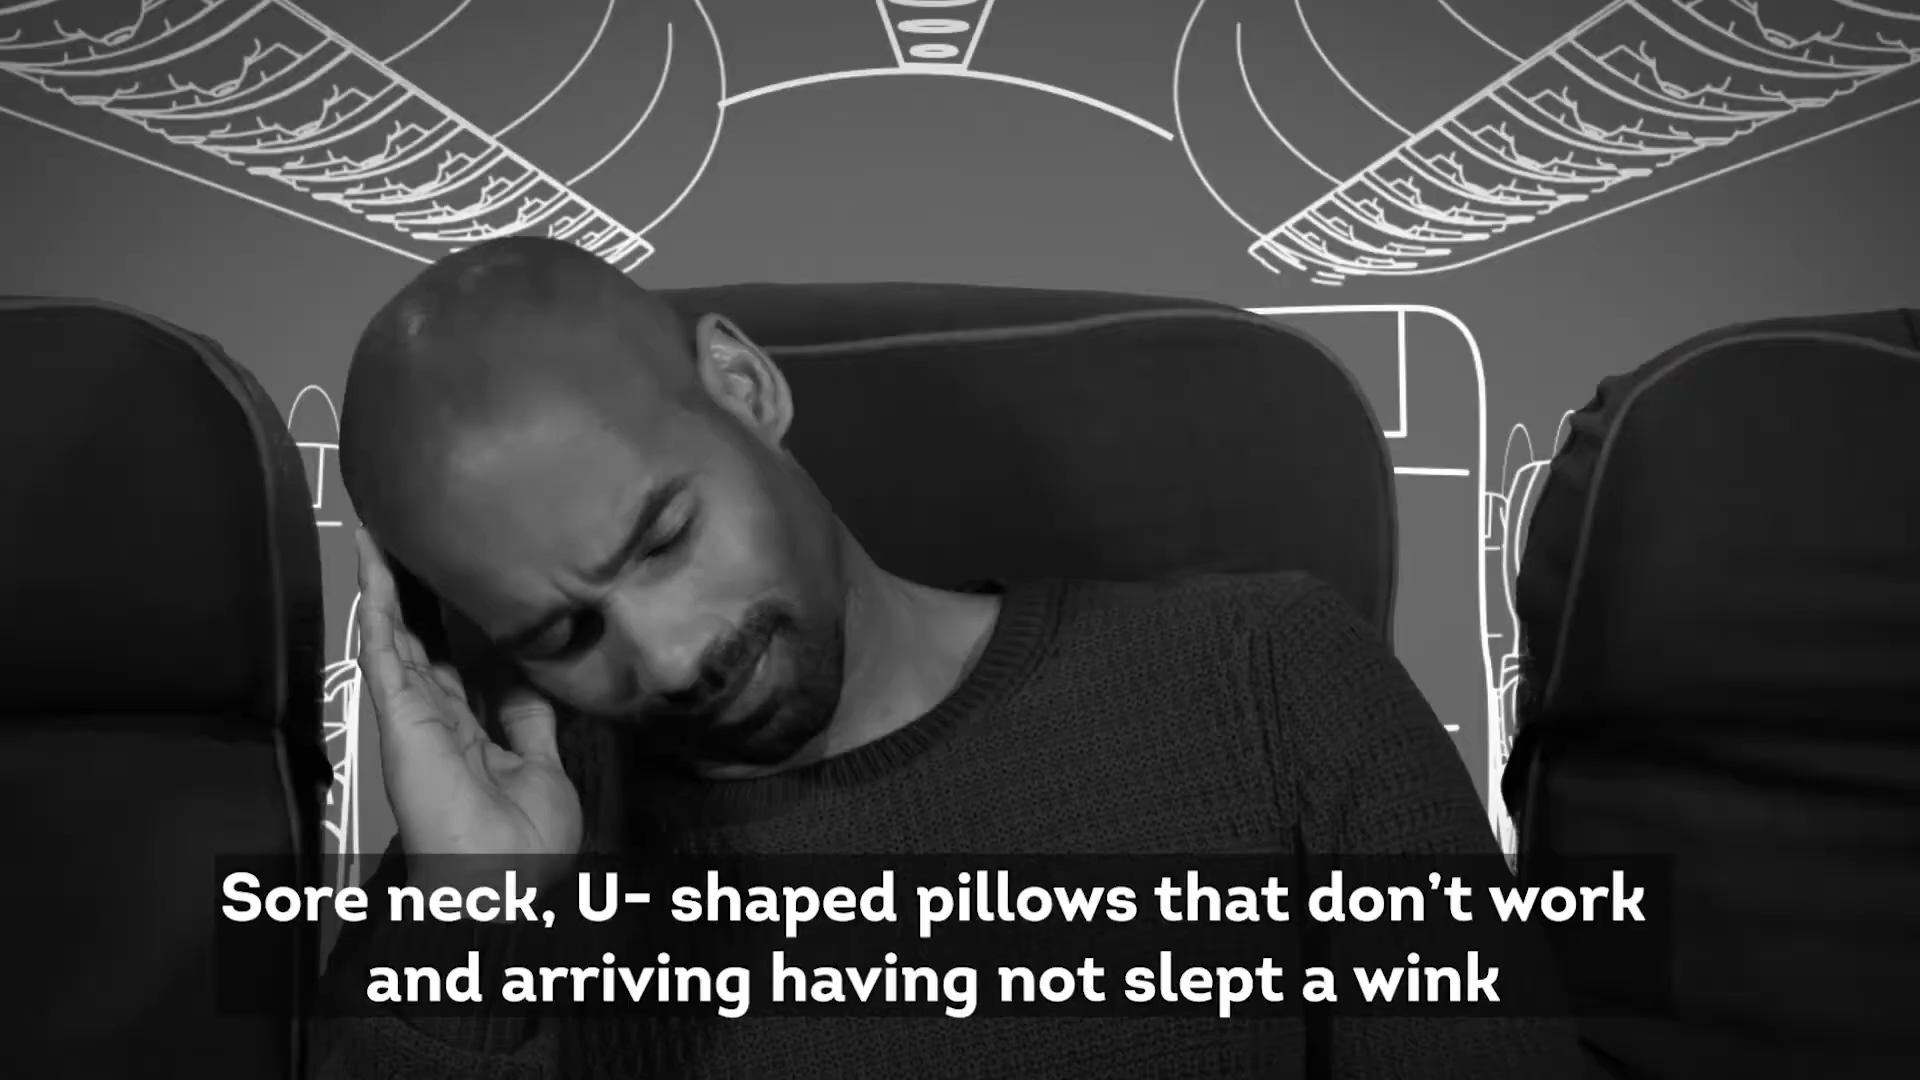 Sore neck, U- shaped pillows that don’t work
and arriving having not slept a wink